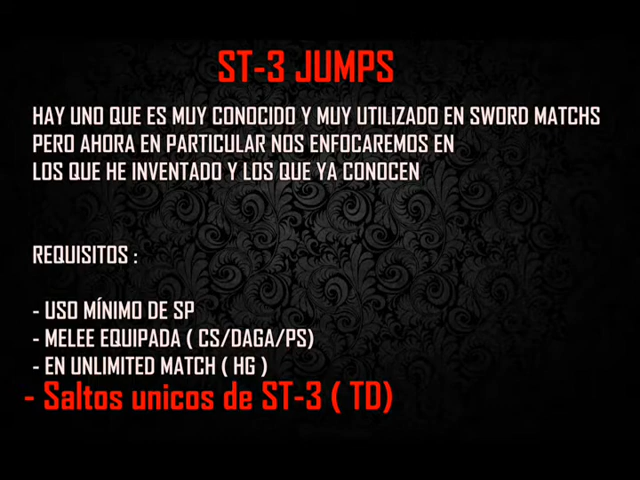 ST-3 JUMPS
HAY UNO QUE ES MUY CONOCIDO Y MUY UTILIZADO EN SWORD MATCHS
PERO AHORA EN PARTICULAR NOS ENFOCAREMOS EN
LOS QUE HE INVENTADO Y LOS QUE YA CONOCEN
REQUISITOS :
- USO MÍNIMO DE SP
- MELEE EQUIPADA ( CS/DAGA/PS)
- EN UNLIMITED MATCH ( HG )
- Saltos unicos de ST-3 ( TD)